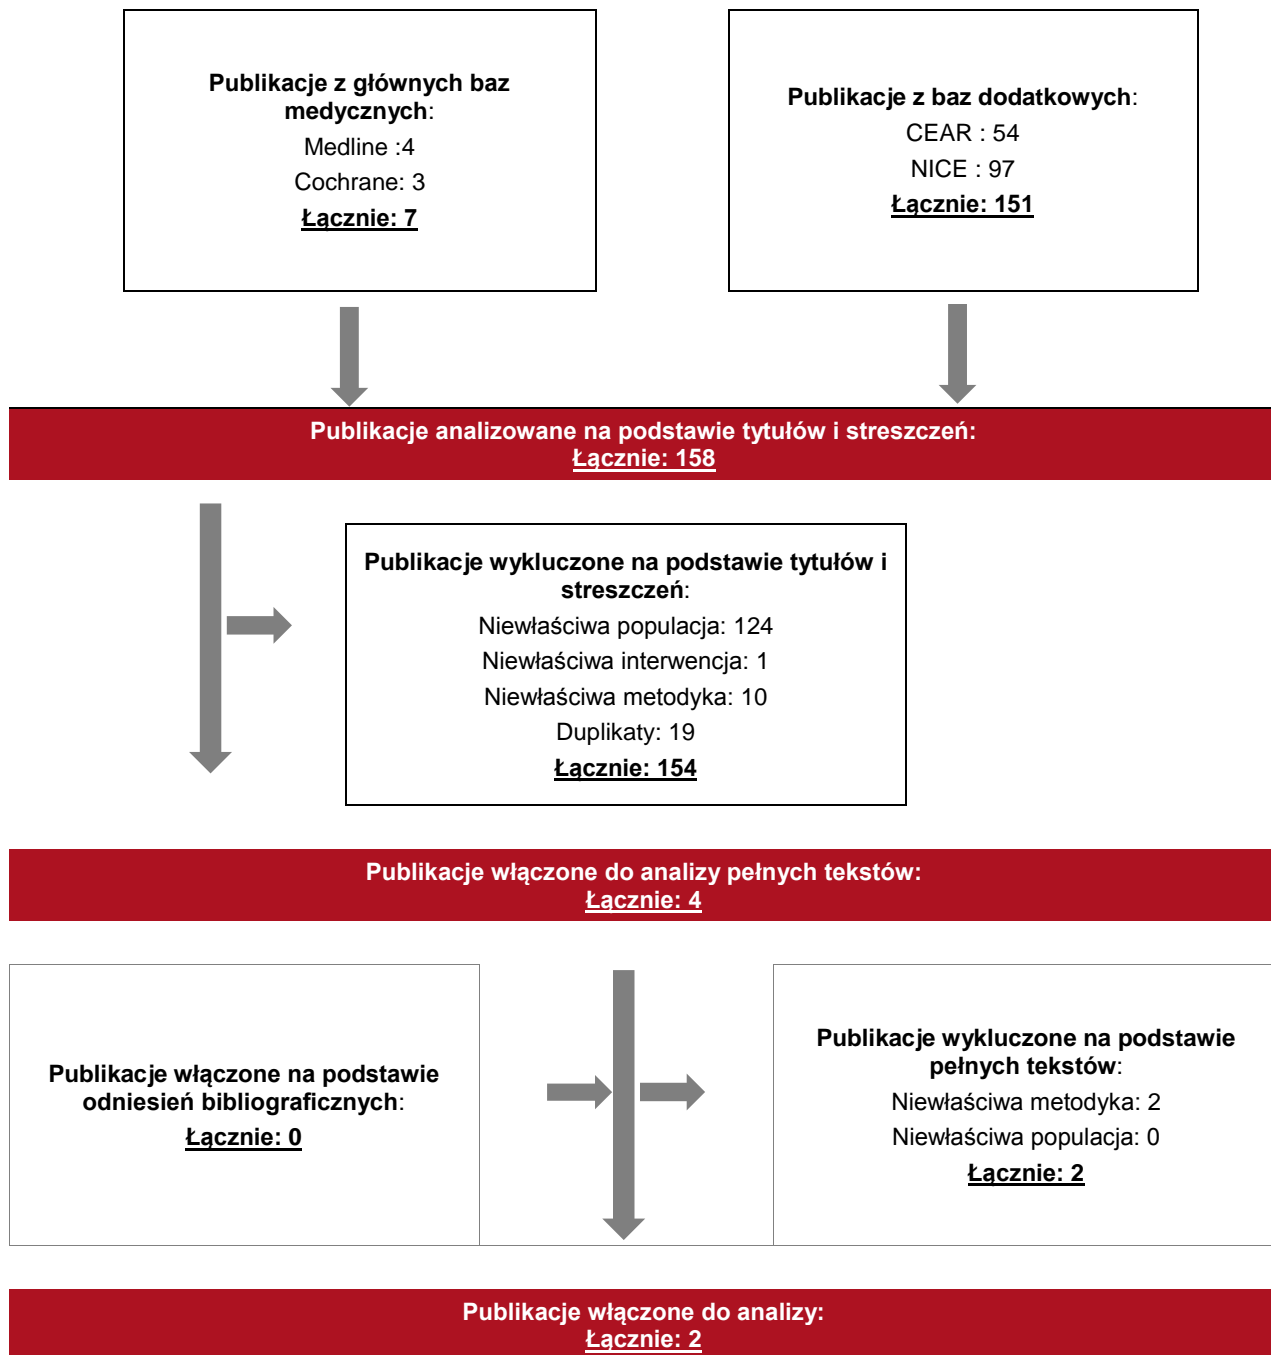 Publikacje z głównych baz
medycznych:
Medline :4
Cochrane: 3
Łącznie: 7
Publikacje z baz dodatkowych:
CEAR : 54
NICE : 97
Łącznie: 151
Publikacje analizowane na podstawie tytułów i streszczeń:
Łącznie: 158
Publikacje wykluczone na podstawie tytułów i
streszczeń:
Niewłaściwa populacja: 124
Niewłaściwa interwencja: 1
Niewłaściwa metodyka: 10
Duplikaty: 19
Łącznie: 154
Publikacje włączone do analizy pełnych tekstów:
Łącznie: 4
Publikacje włączone na podstawie
odniesień bibliograficznych:
Łącznie: 0
Publikacje wykluczone na podstawie
pełnych tekstów:
Niewłaściwa metodyka: 2
Niewłaściwa populacja: 0
Łącznie: 2
Publikacje włączone do analizy:
Łącznie: 2